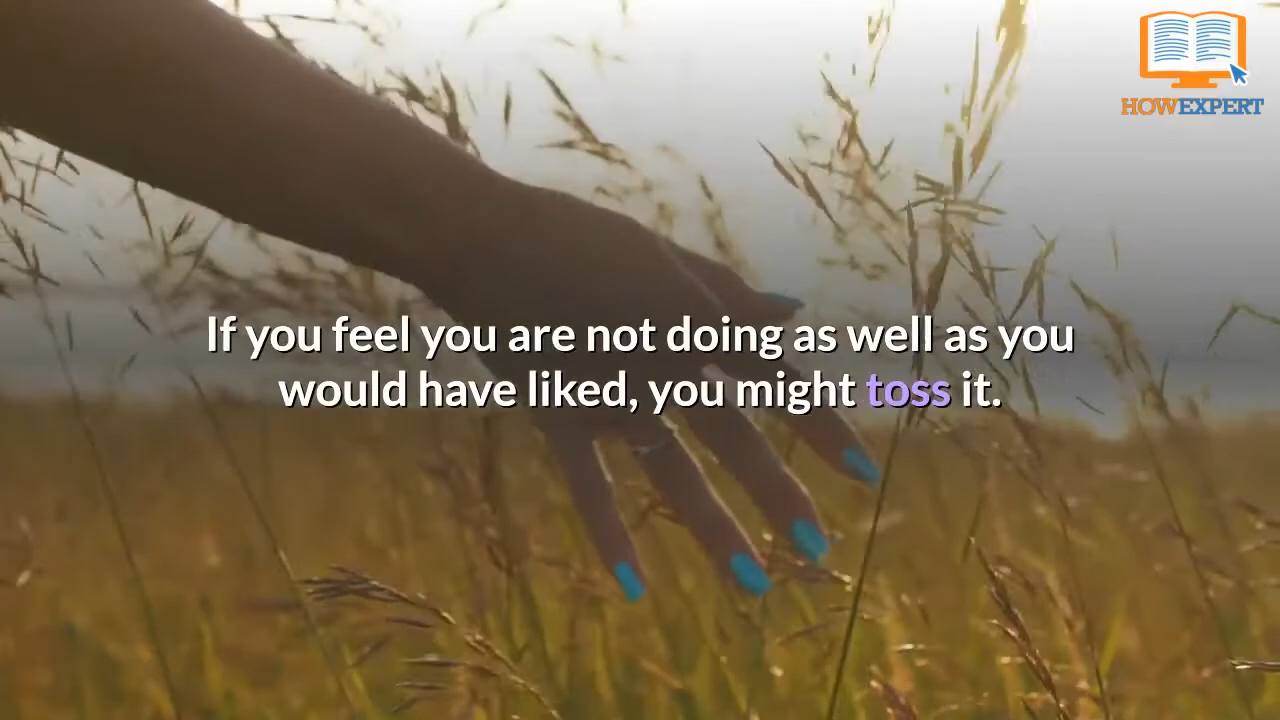 HOWEXPERT
If you feel you are not doing as well as you
would have liked, you might toss it.